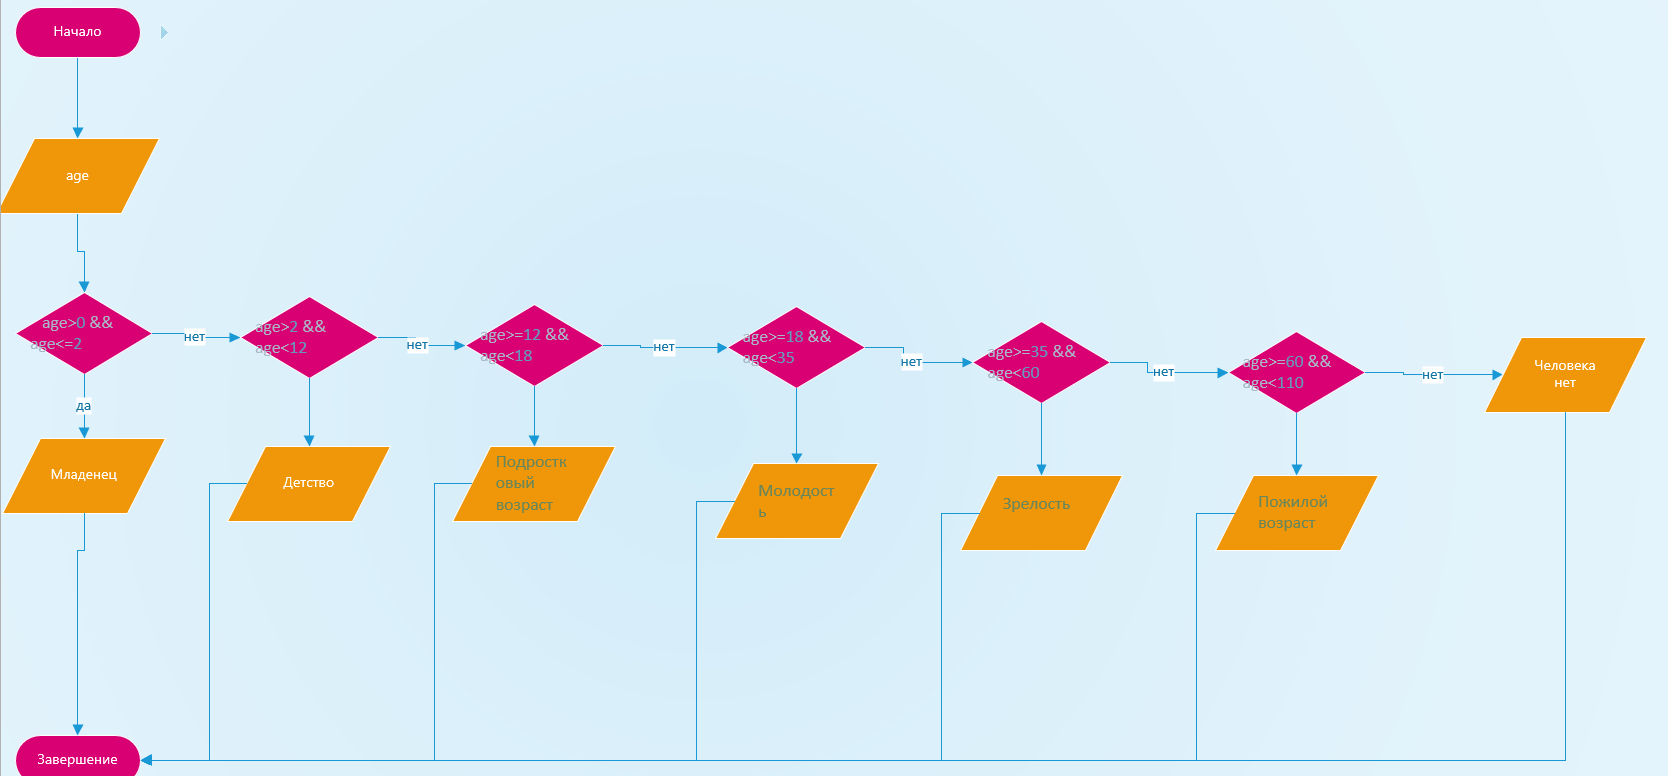 Начало
age
age>0 &&
age<=2
нет
age>2 &&
age<12
нет
age>=12 &&
age<18
нет
age>=18 &&
age<35
нет
age>=35 &&
age<60
нет
age>=60 &&
age<110
нет
Человека
нет
да
Младенец
Детство
Подростк
овый
возраст
Молодост
ь
Зрелость
Пожилой
возраст
Завершение